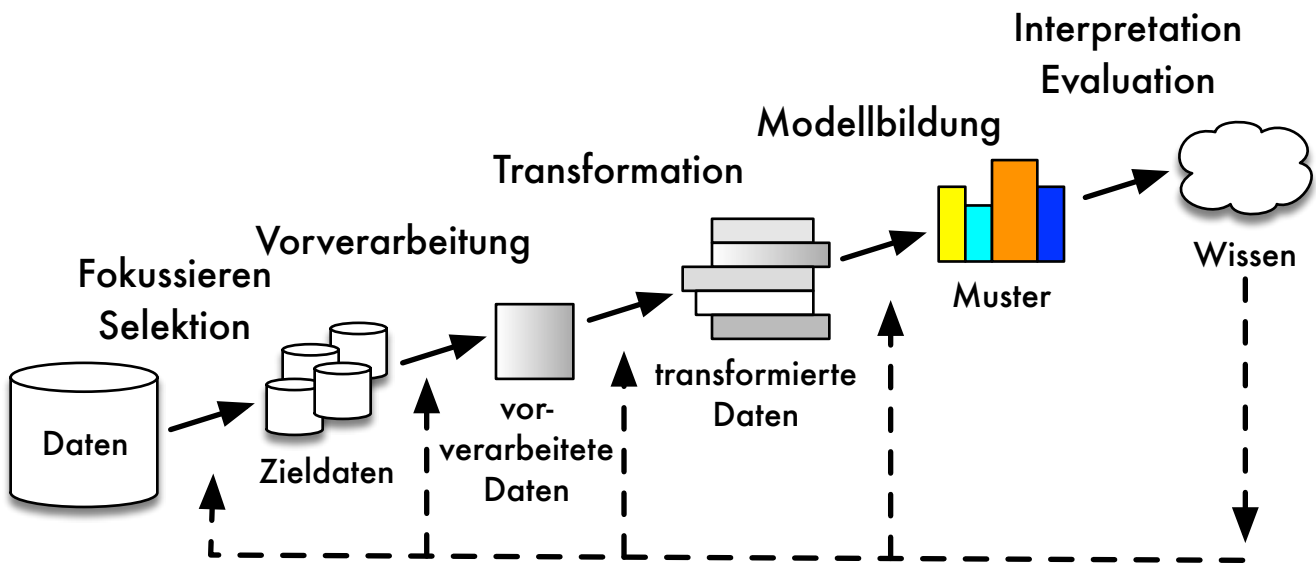 Interpretation
Evaluation
Modellbildung
Transformation
Vorverarbeitung
Fokussieren
Selektion
Daten
Zieldaten
vor-
verarbeitete
Daten
transformierte
Daten
Muster
Wissen